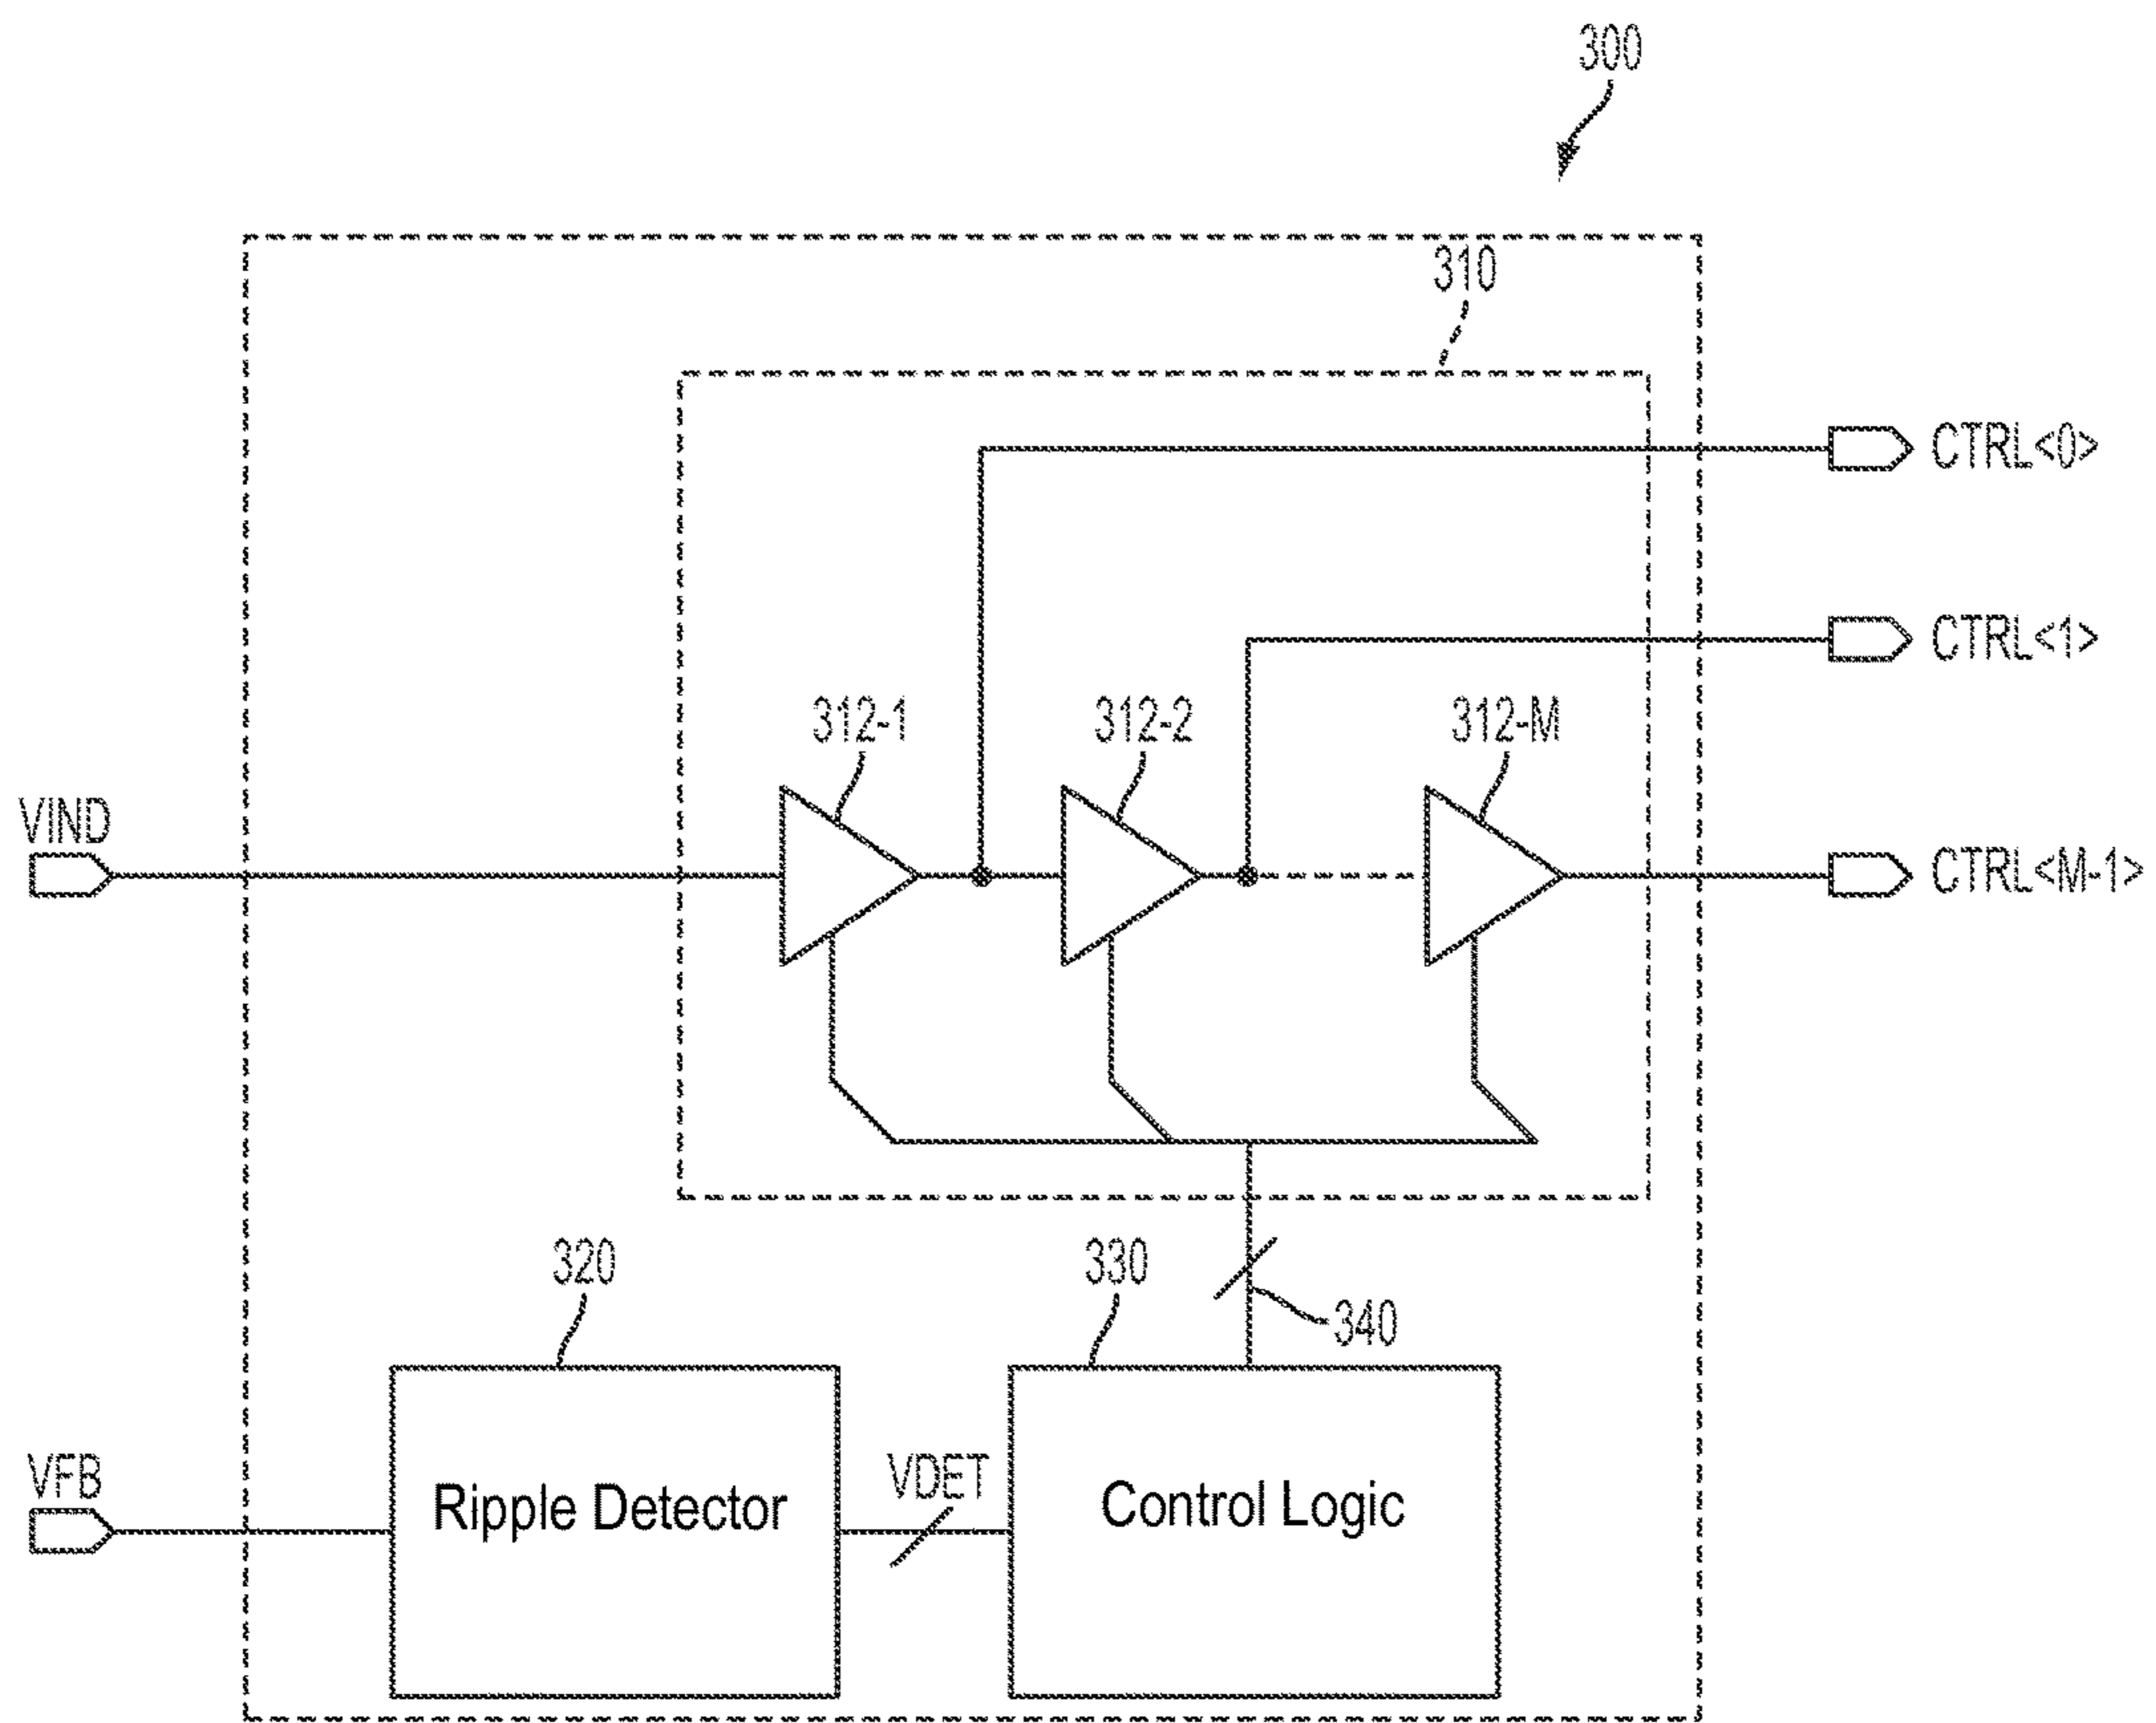 300
310
CTRL<0>
CTRL<1>
312-1
312-2
312-M
VIND
CTRL<M-1>
320
330
340
VFB
Ripple Detector
VDET
Control Logic